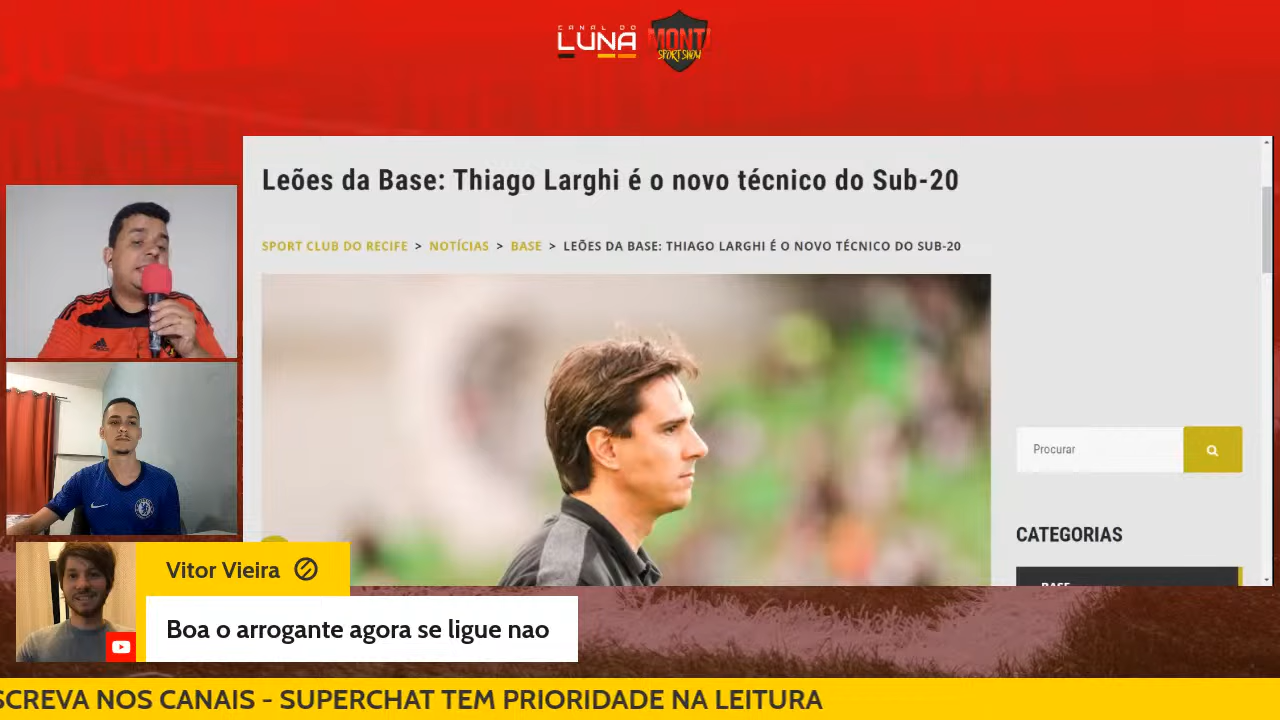 CANAL DO
LUNA
MONT
SPORT SHOW
Leões da Base: Thiago Larghi é o novo técnico do Sub-20
SPORT CLUB DO RECIFE > NOTÍCIAS > BASE > LEÕES DA BASE: THIAGO LARGHI É O NOVO TÉCNICO DO SUB-20
Procurar
CATEGORIAS
BASE
Vitor Vieira
Boa o arrogante agora se ligue nao
SCREVA NOS CANAIS - SUPERCHAT TEM PRIORIDADE NA LEITURA